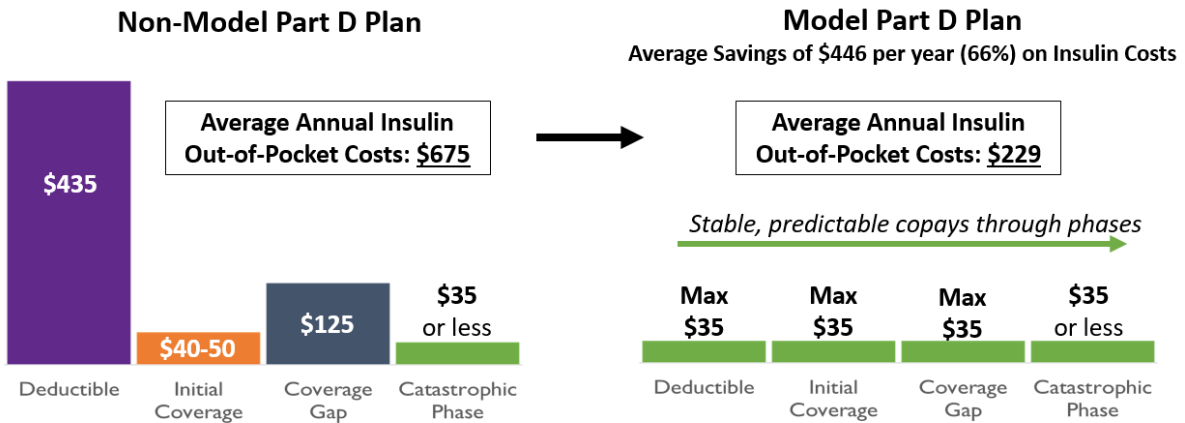 Non-Model Part D Plan
Average Annual Insulin
Out-of-Pocket Costs: $675
$435
$40-50
$125
$35
or less
Deductible
Initial
Coverage
Coverage
Gap
Catastrophic
Phase
Model Part D Plan
Average Savings of $446 per year (66%) on Insulin Costs
Average Annual Insulin
Out-of-Pocket Costs: $229
Stable, predictable copays through phases
Max
$35
Max
$35
Max
$35
$35
or less
Deductible
Initial
Coverage
Coverage
Gap
Catastrophic
Phase